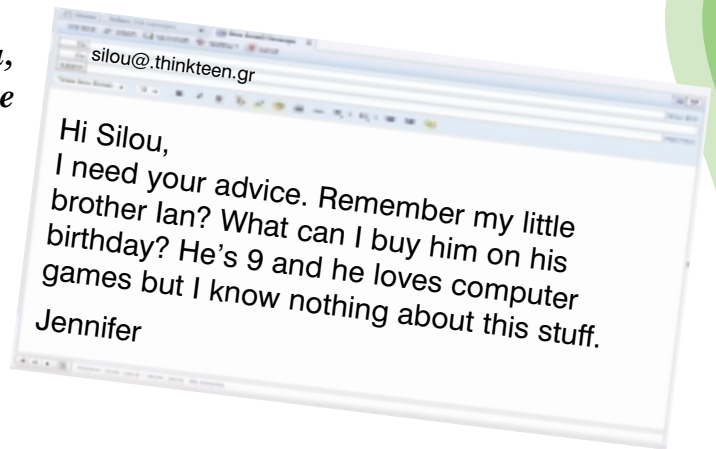 u,
e
silou@.thinkteen.gr
Hi Silou,
I need your advice. Remember my little
brother Ian? What can I buy him on his
birthday? He's 9 and he loves computer
games but I know nothing about this stuff.
Jennifer